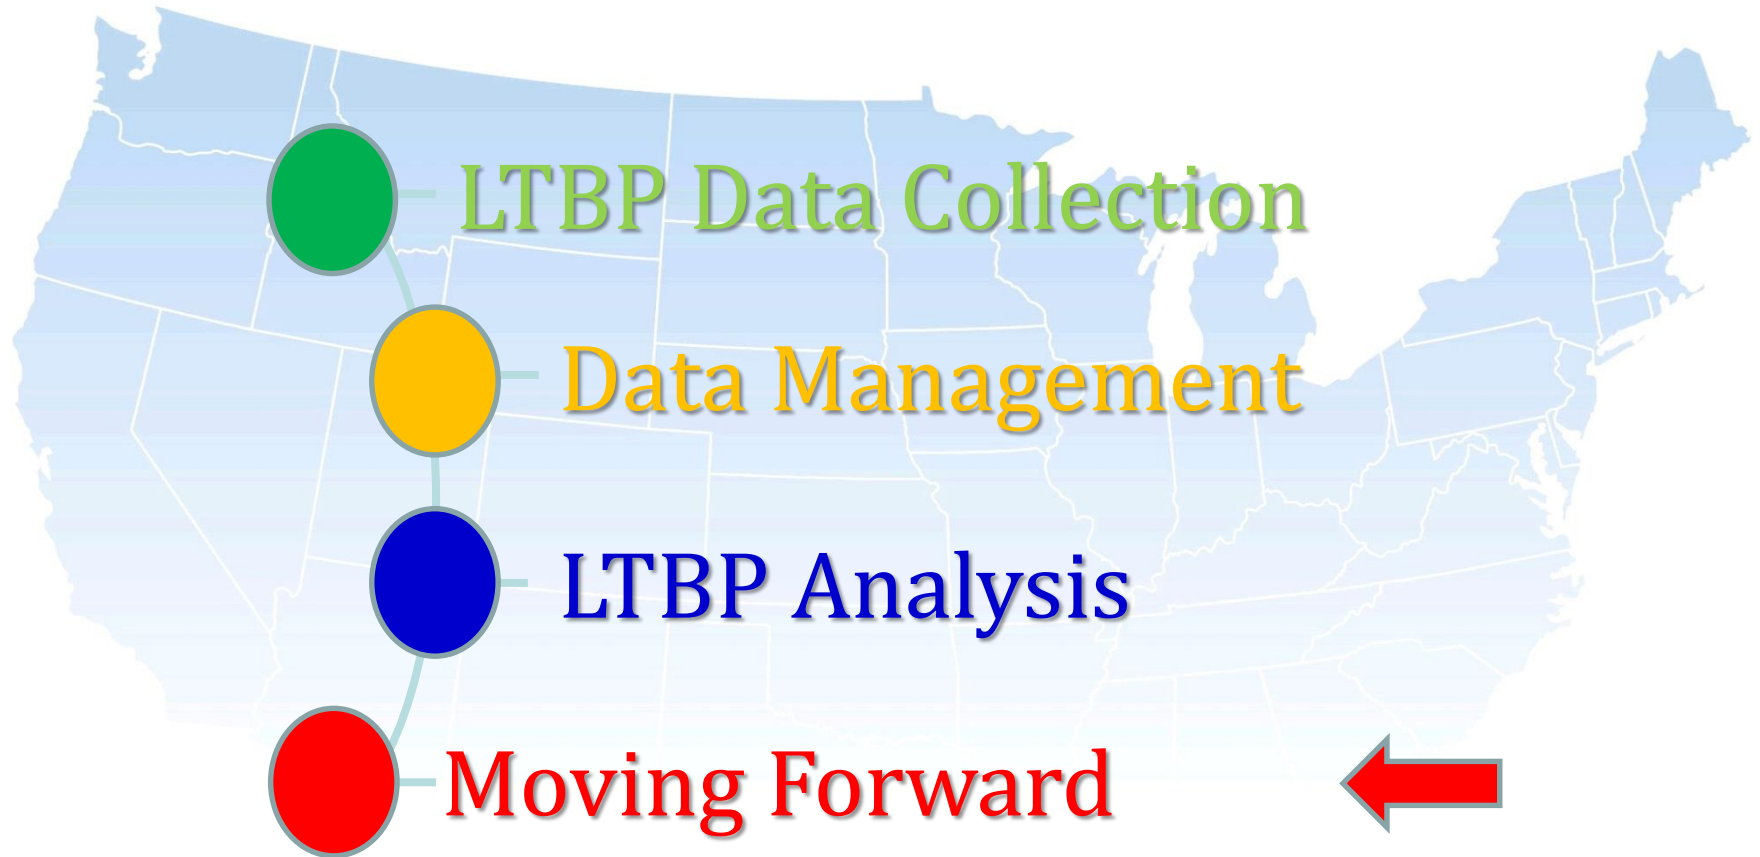 LTBP Data Collection
Data Management
LTBP Analysis
Moving Forward